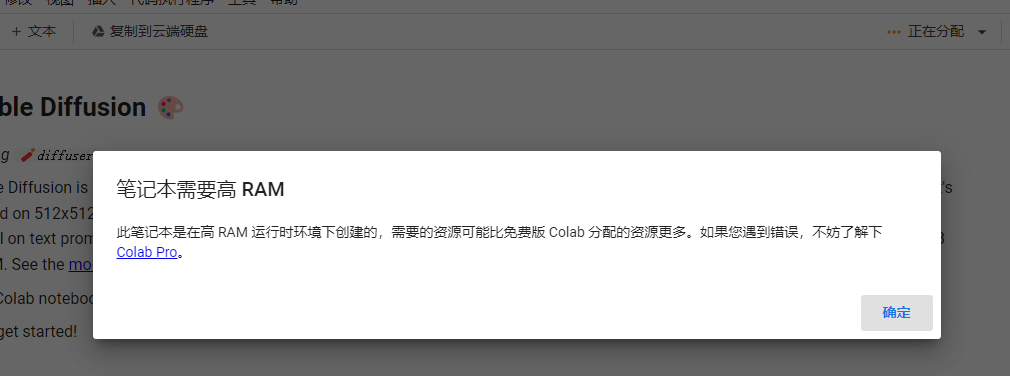 修改 视图 插入 代码执行程序 工具 帮助
+ 文本 复制到云端硬盘 正在分配
ble Diffusion
g diffuser
e Diffusion is 's
d on 512x512
l on text prom
M. See the mo
Colab notebo
get started!
笔记本需要高 RAM
此笔记本是在高 RAM 运行时环境下创建的，需要的资源可能比免费版 Colab 分配的资源更多。如果您遇到错误，不妨了解下
Colab Pro。
确定